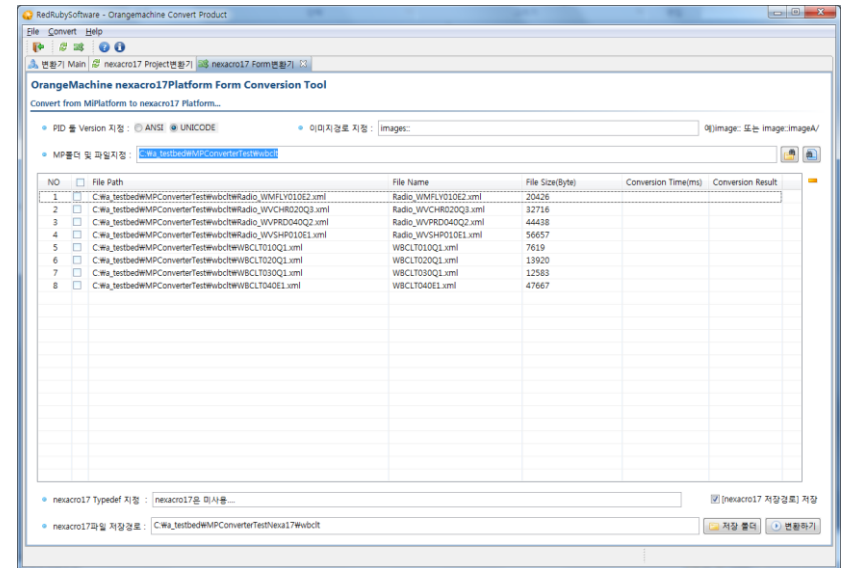 RedRubySoftware - Orangemachine Convert Product
File Convert Help
변환기 Main nexacro17 Project변환기 nexacro17 Form변환기
OrangeMachine nexacro17Platform Form Conversion Tool
Convert from MiPlatform to nexacro17 Platform...
PID 툴 Version 지정 : ANSI UNICODE 이미지경로 지정 : images:: 예)image:: 또는 image::imageA/
MP폴더 및 파일지정 : C:₩a_testbed₩MPConverterTest₩wbclt
NO File Path File Name File Size(Byte) Conversion Time(ms) Conversion Result
1 C:₩a_testbed₩MPConverterTest₩wbclt₩Radio_WMFLY010E2.xml Radio_WMFLY010E2.xml 20426
2 C:₩a_testbed₩MPConverterTest₩wbclt₩Radio_WVCHR020Q3.xml Radio_WVCHR020Q3.xml 32716
3 C:₩a_testbed₩MPConverterTest₩wbclt₩Radio_WVPRD040Q2.xml Radio_WVPRD040Q2.xml 44438
4 C:₩a_testbed₩MPConverterTest₩wbclt₩Radio_WVSHP010E1.xml Radio_WVSHP010E1.xml 56657
5 C:₩a_testbed₩MPConverterTest₩wbclt₩WBCLT010Q1.xml WBCLT010Q1.xml 7619
6 C:₩a_testbed₩MPConverterTest₩wbclt₩WBCLT020Q1.xml WBCLT020Q1.xml 13920
7 C:₩a_testbed₩MPConverterTest₩wbclt₩WBCLT030Q1.xml WBCLT030Q1.xml 12583
8 C:₩a_testbed₩MPConverterTest₩wbclt₩WBCLT040E1.xml WBCLT040E1.xml 47667
nexacro17 Typedef 지정 : nexacro17은 미사용.... [nexacro17 저장경로] 저장
nexacro17파일 저장경로 : C:₩a_testbed₩MPConverterTestNexa17₩wbclt 저장 폴더 변환하기